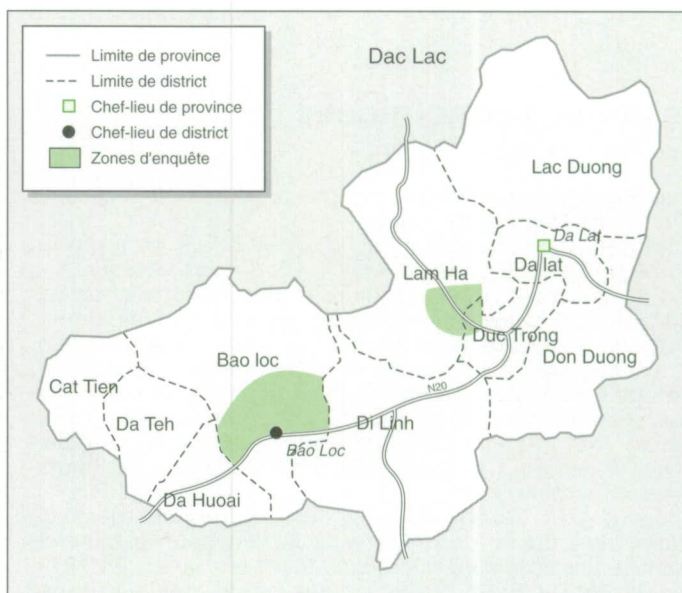 Limite de province
Limite de district
Chef-lieu de province
Chef-lieu de district
Zones d'enquête
Dac Lac
Lac Duong
Da Lat
Da lat
Lam Ha
Duc Trong
Don Duong
Bao loc
Cat Tien
N20
Da Teh
Di Linh
Bao Loc
Da Huoai